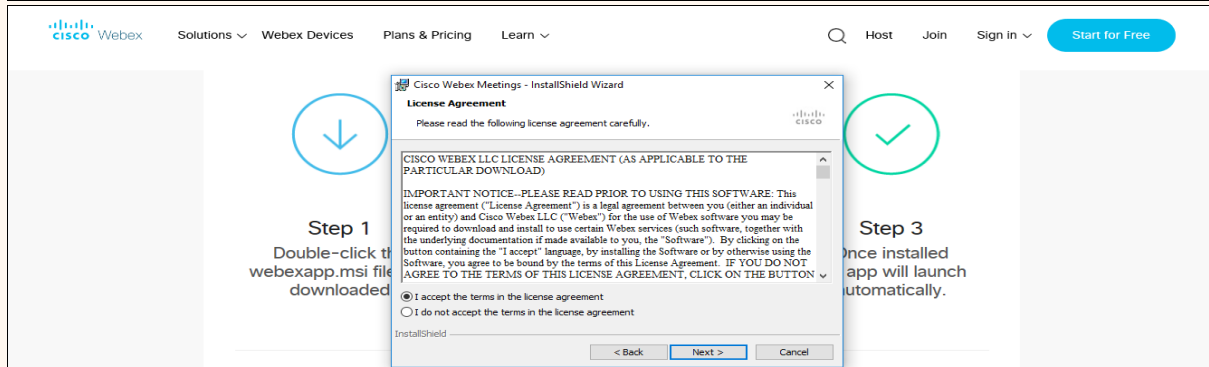 CISCO Webex Solutions Webex Devices Plans & Pricing Learn Host Join Sign in Start for Free
Cisco Webex Meetings - InstallShield Wizard
License Agreement
Please read the following license agreement carefully.
CISCO
CISCO WEBEX LLC LICENSE AGREEMENT (AS APPLICABLE TO THE
PARTICULAR DOWNLOAD)
IMPORTANT NOTICE--PLEASE READ PRIOR TO USING THIS SOFTWARE: This
license agreement ("License Agreement") is a legal agreement between you (either an individual
or an entity) and Cisco Webex LLC ("Webex") for the use of Webex software you may be
required to download and install to use certain Webex services (such software, together with
the underlying documentation if made available to you, the "Software"). By clicking on the
button containing the "I accept" language, by installing the Software or by otherwise using the
Software, you agree to be bound by the terms of this License Agreement. IF YOU DO NOT
AGREE TO THE TERMS OF THIS LICENSE AGREEMENT, CLICK ON THE BUTTON
I accept the terms in the license agreement
I do not accept the terms in the license agreement
InstallShield
< Back Next > Cancel
Step 1
Double-click
webexapp.msi file
downloaded
Step 3
installed
app will launch
automatically.